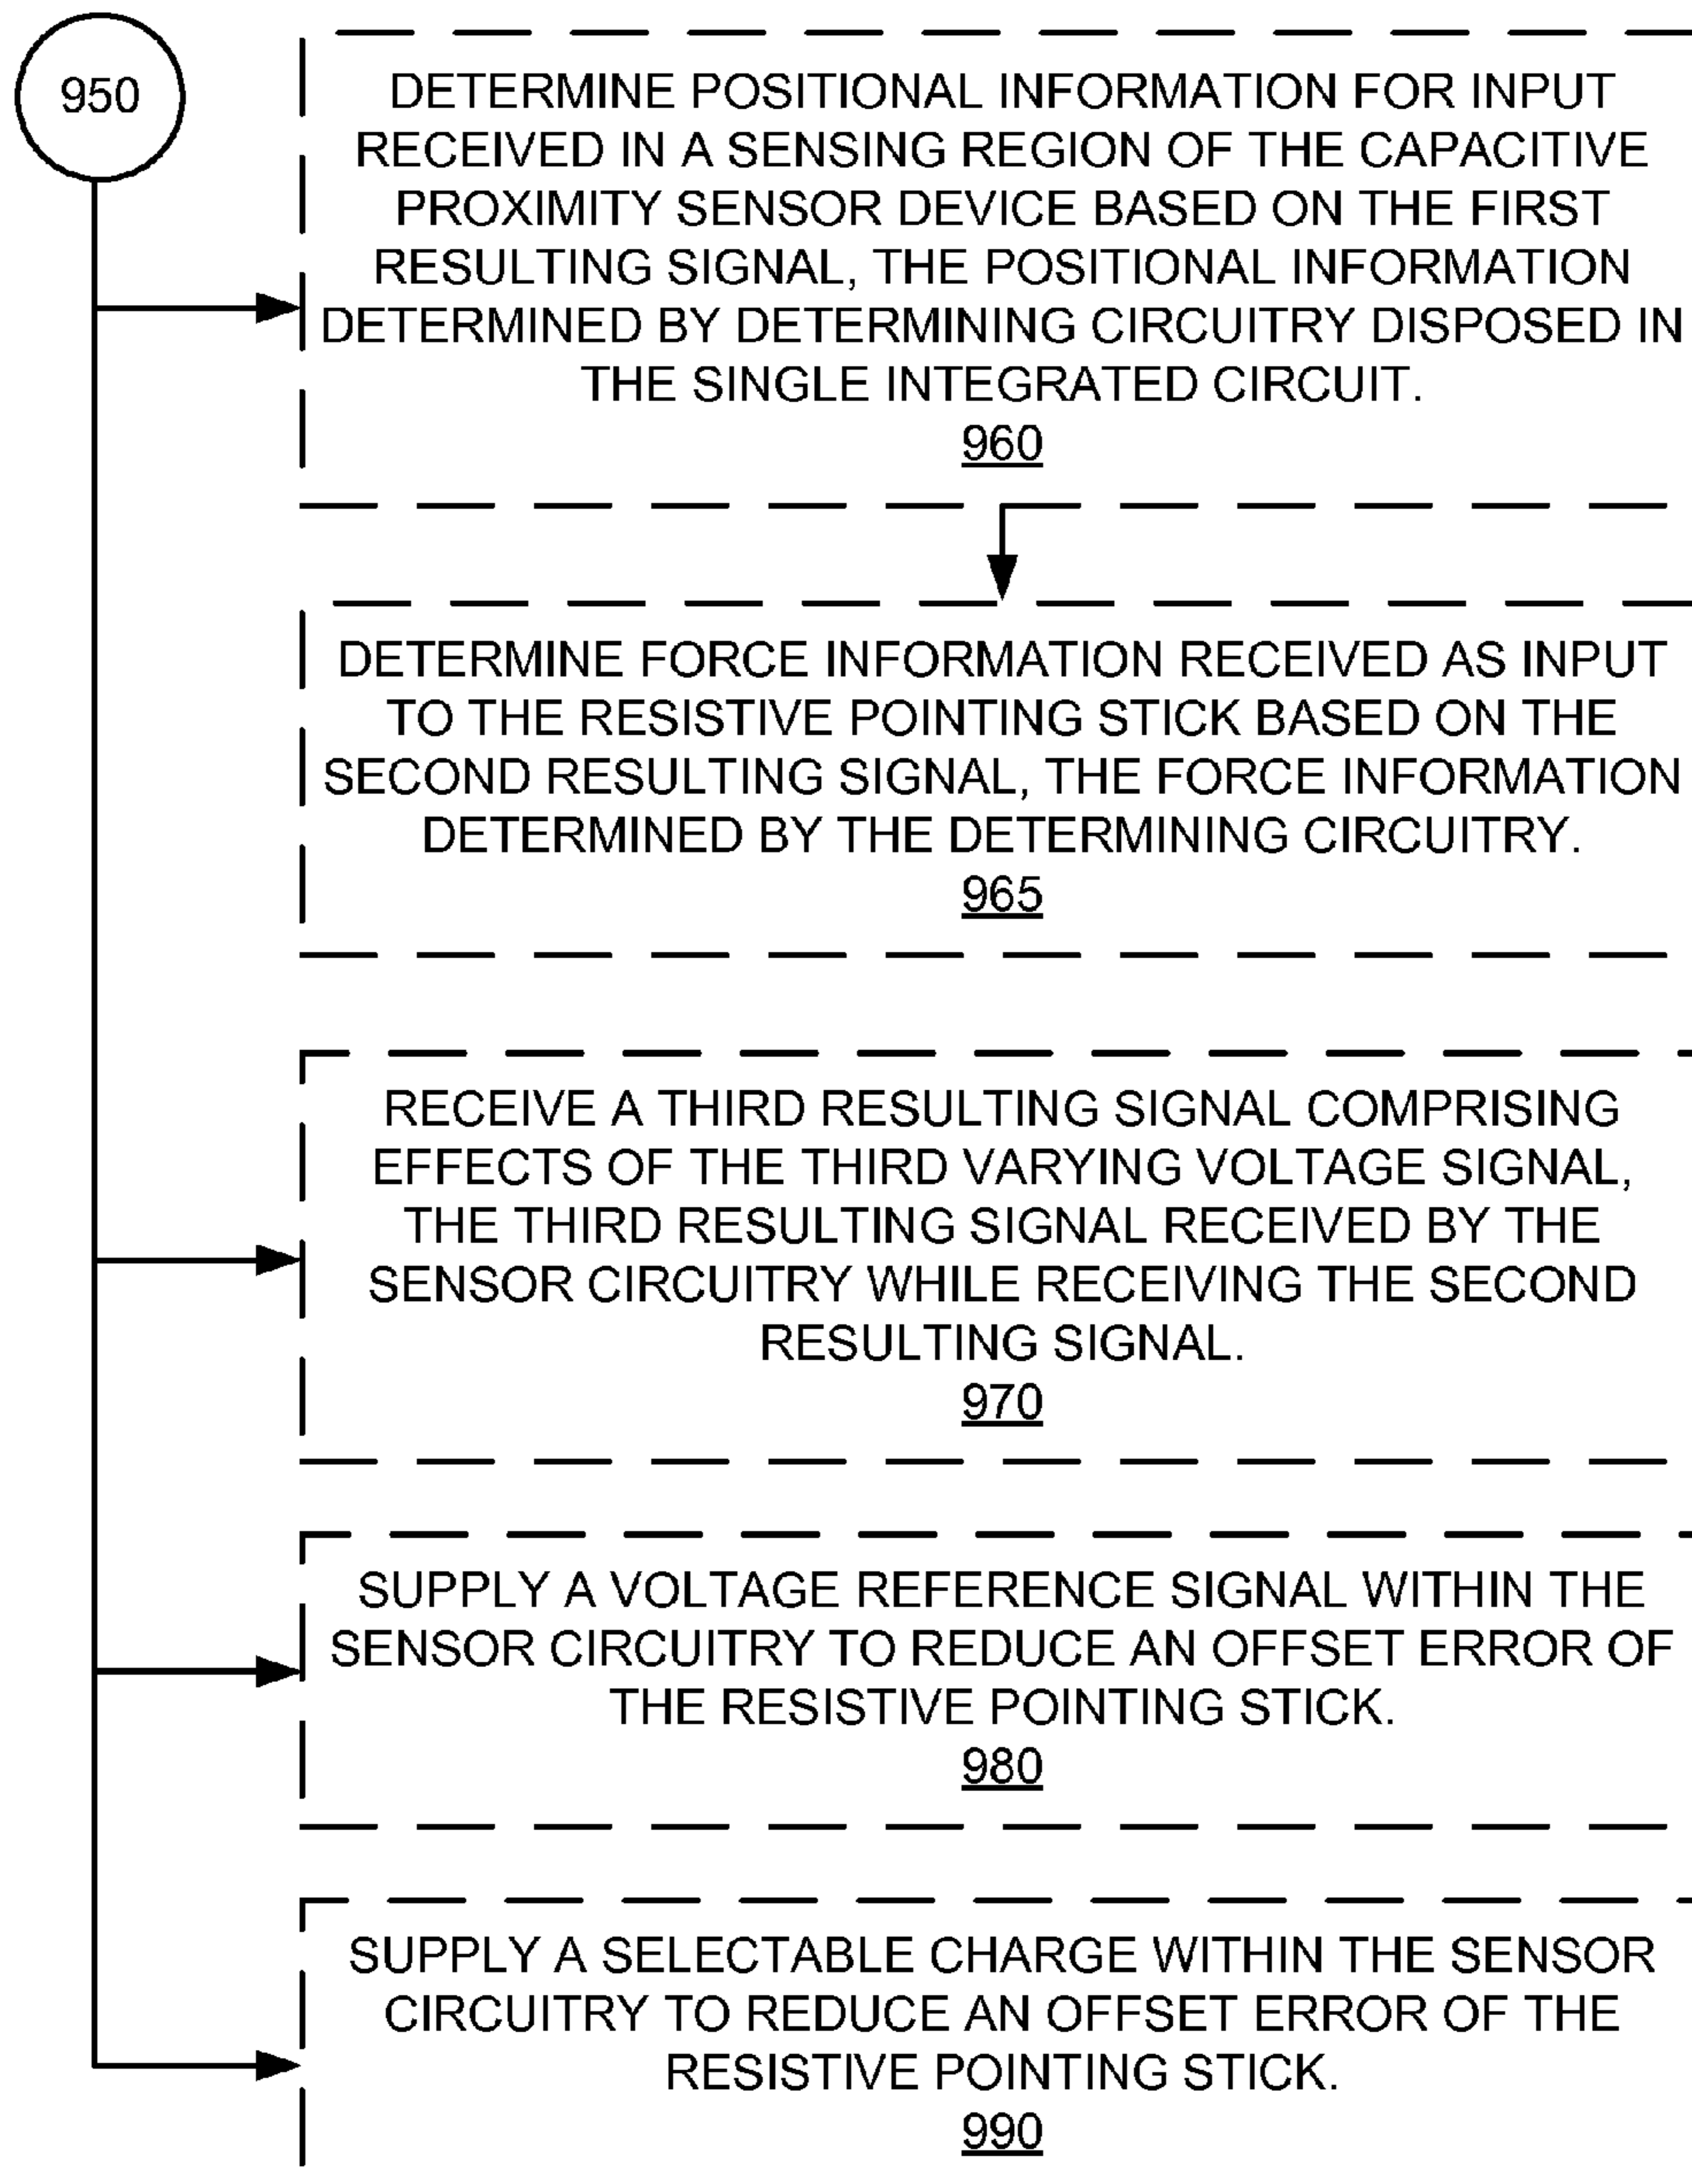 950
DETERMINE POSITIONAL INFORMATION FOR INPUT
RECEIVED IN A SENSING REGION OF THE CAPACITIVE
PROXIMITY SENSOR DEVICE BASED ON THE FIRST
RESULTING SIGNAL, THE POSITIONAL INFORMATION
DETERMINED BY DETERMINING CIRCUITRY DISPOSED IN
THE SINGLE INTEGRATED CIRCUIT.
960
DETERMINE FORCE INFORMATION RECEIVED AS INPUT
TO THE RESISTIVE POINTING STICK BASED ON THE
SECOND RESULTING SIGNAL, THE FORCE INFORMATION
DETERMINED BY THE DETERMINING CIRCUITRY.
965
RECEIVE A THIRD RESULTING SIGNAL COMPRISING
EFFECTS OF THE THIRD VARYING VOLTAGE SIGNAL,
THE THIRD RESULTING SIGNAL RECEIVED BY THE
SENSOR CIRCUITRY WHILE RECEIVING THE SECOND
RESULTING SIGNAL.
970
SUPPLY A VOLTAGE REFERENCE SIGNAL WITHIN THE
SENSOR CIRCUITRY TO REDUCE AN OFFSET ERROR OF
THE RESISTIVE POINTING STICK.
980
SUPPLY A SELECTABLE CHARGE WITHIN THE SENSOR
CIRCUITRY TO REDUCE AN OFFSET ERROR OF THE
RESISTIVE POINTING STICK.
990